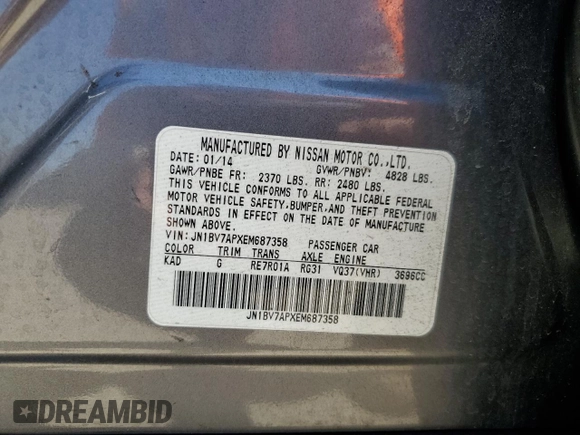 MANUFACTURED BY NISSAN MOTOR CO.,LTD.
DATE: 01/14 GVWR/PNBV: 4828 LBS.
GAWR/PNBE FR: 2370 LBS. RR: 2480 LBS.
THIS VEHICLE CONFORMS TO ALL APPLICABLE FEDERAL
MOTOR VEHICLE SAFETY,BUMPER,AND THEFT PREVENTION
STANDARDS IN EFFECT ON THE DATE OF MANUFACTURE
SHOWN ABOVE.
VIN: JN1BV7APXEM687358 PASSENGER CAR
COLOR TRIM TRANS AXLE ENGINE
KAD G RE7R01A RG31 VQ37(VHR) 3696CC
JN1BV7APXEM687358
DREAMBID